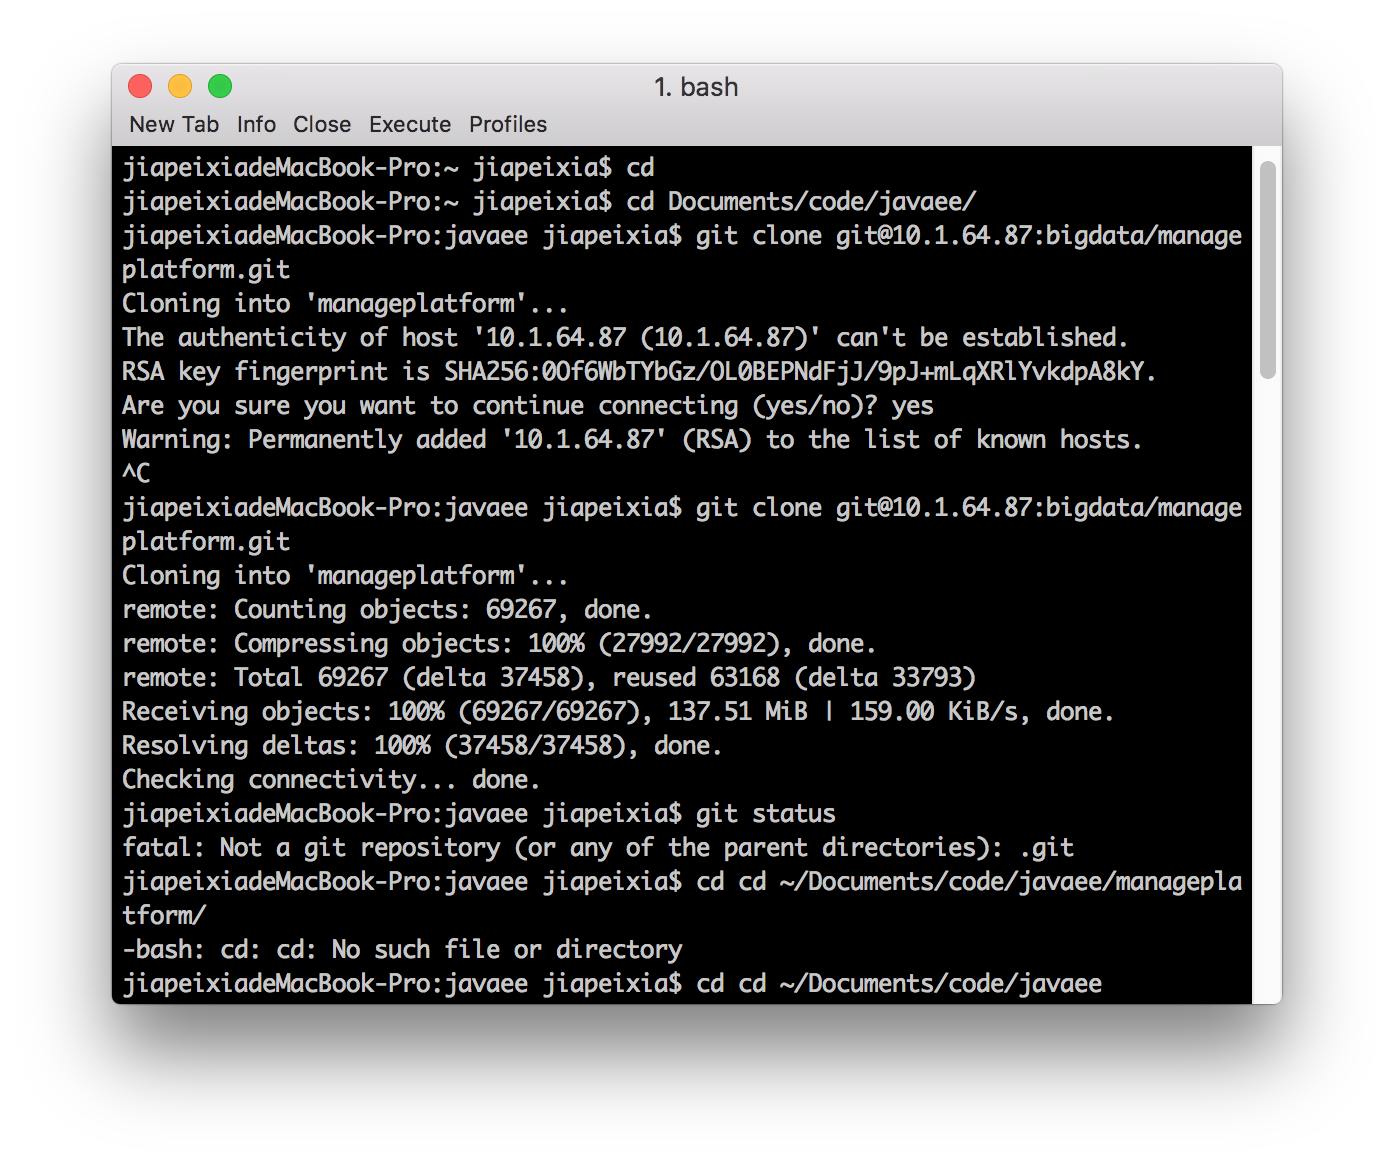 1. bash
New Tab Info Close Execute Profiles
jiapeixiadeMacBook-Pro:~ jiapeixia$ cd
jiapeixiadeMacBook-Pro:~ jiapeixia$ cd Documents/code/javaee/
jiapeixiadeMacBook-Pro:javaee jiapeixia$ git clone git@10.1.64.87:bigdata/manage
platform.git
Cloning into 'manageplatform'...
The authenticity of host '10.1.64.87 (10.1.64.87)' can't be established.
RSA key fingerprint is SHA256:0Of6WbTYbGz/OL0BEPNdFjJ/9pJ+mLqXRlYvkdpA8kY.
Are you sure you want to continue connecting (yes/no)? yes
Warning: Permanently added '10.1.64.87' (RSA) to the list of known hosts.
^C
jiapeixiadeMacBook-Pro:javaee jiapeixia$ git clone git@10.1.64.87:bigdata/manage
platform.git
Cloning into 'manageplatform'...
remote: Counting objects: 69267, done.
remote: Compressing objects: 100% (27992/27992), done.
remote: Total 69267 (delta 37458), reused 63168 (delta 33793)
Receiving objects: 100% (69267/69267), 137.51 MiB | 159.00 KiB/s, done.
Resolving deltas: 100% (37458/37458), done.
Checking connectivity... done.
jiapeixiadeMacBook-Pro:javaee jiapeixia$ git status
fatal: Not a git repository (or any of the parent directories): .git
jiapeixiadeMacBook-Pro:javaee jiapeixia$ cd cd ~/Documents/code/javaee/managepla
tform/
-bash: cd: cd: No such file or directory
jiapeixiadeMacBook-Pro:javaee jiapeixia$ cd cd ~/Documents/code/javaee